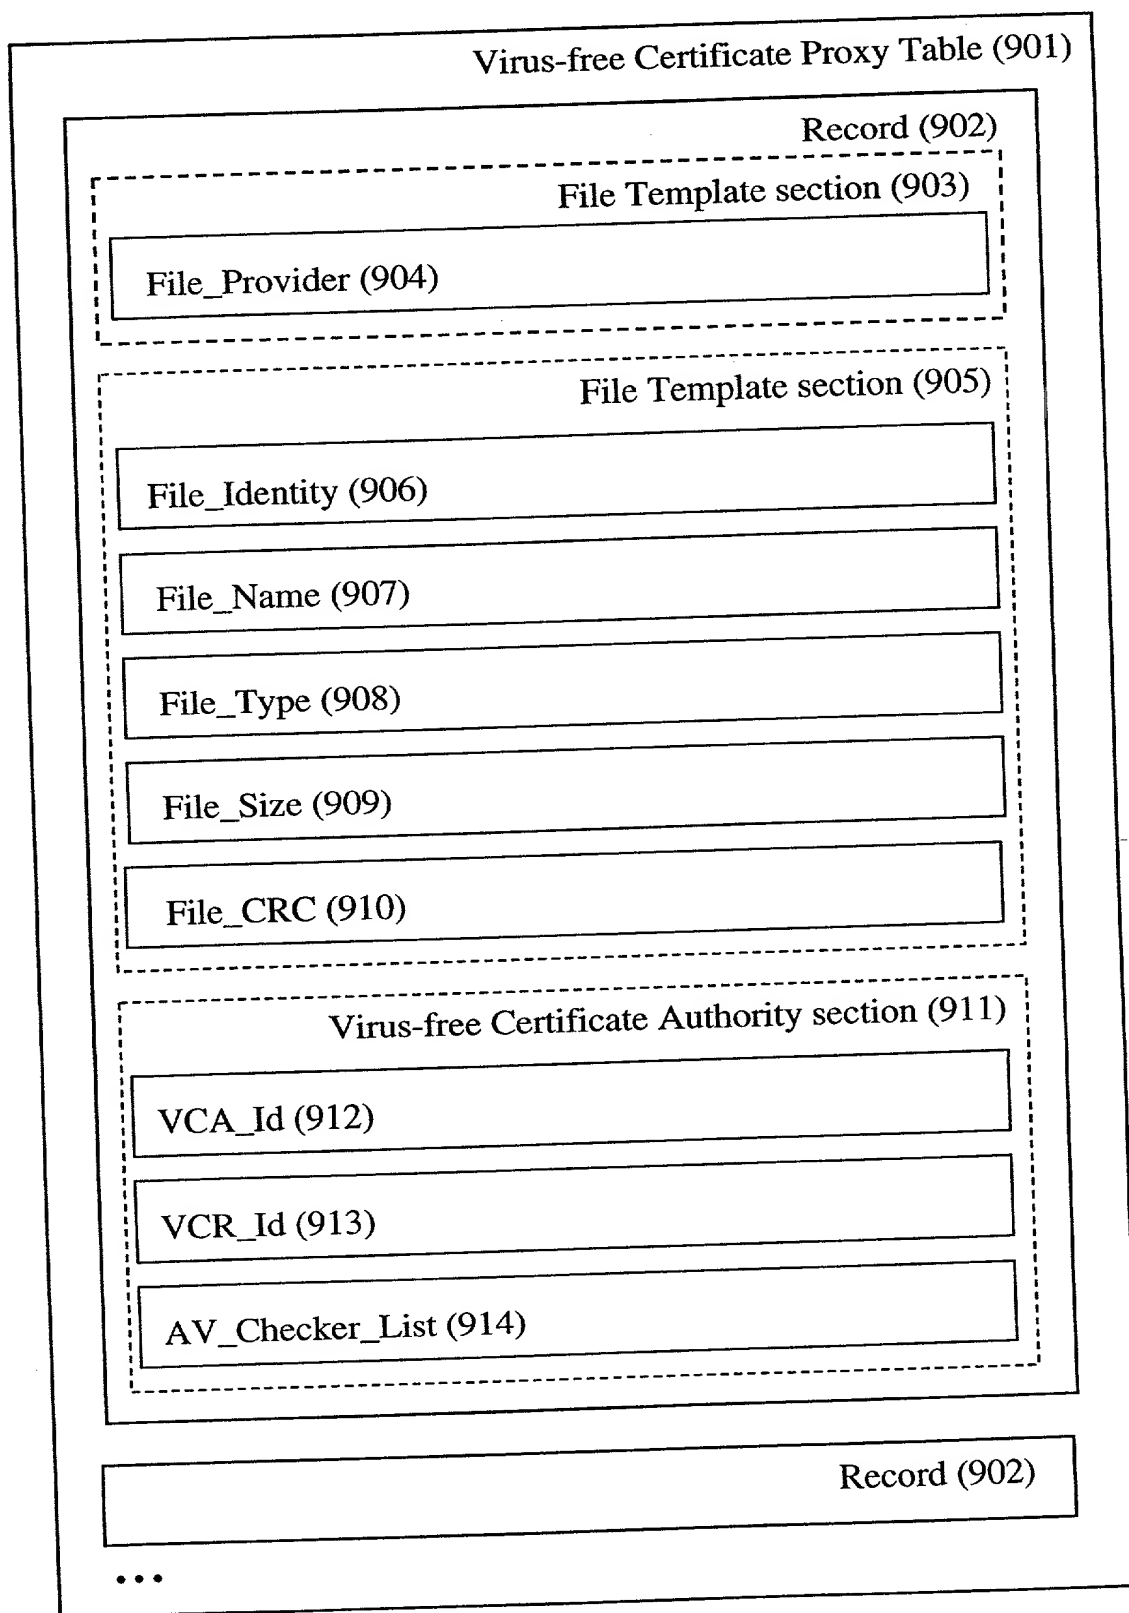 Virus-free Certificate Proxy Table (901)
Record (902)
File Template section (903)
File_Provider (904)
File Template section (905)
File_Identity (906)
File_Name (907)
File_Type (908)
File_Size (909)
File_CRC (910)
Virus-free Certificate Authority section (911)
VCA_Id (912)
VCR_Id (913)
AV_Checker_List (914)
Record (902)
...